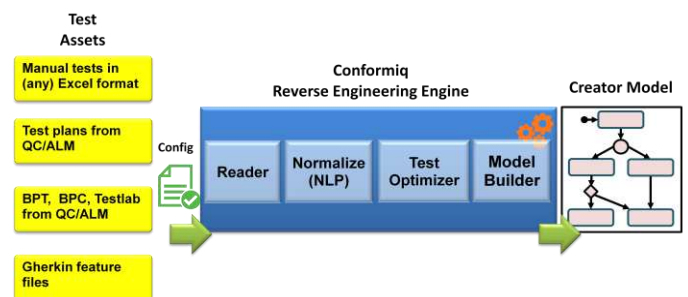 Test
Assets
Manual tests in
(any) Excel format
Test plans from
QC/ALM
BPT, BPC, Testlab
from QC/ALM
Gherkin feature
files
Config
Conformiq
Reverse Engineering Engine
Reader
Normalize
(NLP)
Test
Optimizer
Model
Builder
Creator Model